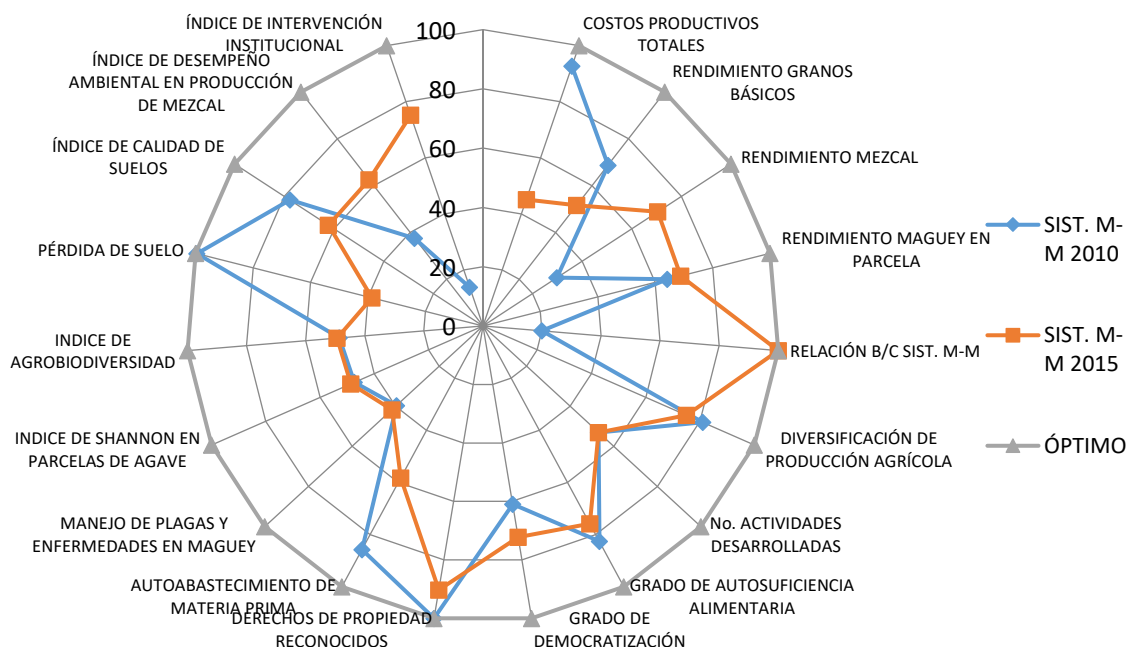 ÍNDICE DE INTERVENCIÓN
INSTITUCIONAL
ÍNDICE DE DESEMPEÑO
AMBIENTAL EN PRODUCCIÓN
DE MEZCAL
ÍNDICE DE CALIDAD DE
SUELOS
PÉRDIDA DE SUELO
INDICE DE
AGROBIODIVERSIDAD
INDICE DE SHANNON EN
PARCELAS DE AGAVE
MANEJO DE PLAGAS Y
ENFERMEDADES EN MAGUEY
AUTOABASTECIMIENTO DE
MATERIA PRIMA
DERECHOS DE PROPIEDAD
RECONOCIDOS
100
80
60
40
20
0
COSTOS PRODUCTIVOS
TOTALES
RENDIMIENTO GRANOS
BÁSICOS
RENDIMIENTO MEZCAL
RENDIMIENTO MAGUEY EN
PARCELA
RELACIÓN B/C SIST. M-M
DIVERSIFICACIÓN DE
PRODUCCIÓN AGRÍCOLA
No. ACTIVIDADES
DESARROLLADAS
GRADO DE AUTOSUFICIENCIA
ALIMENTARIA
GRADO DE
DEMOCRATIZACIÓN
SIST. M-
M 2010
SIST. M-
M 2015
ÓPTIMO